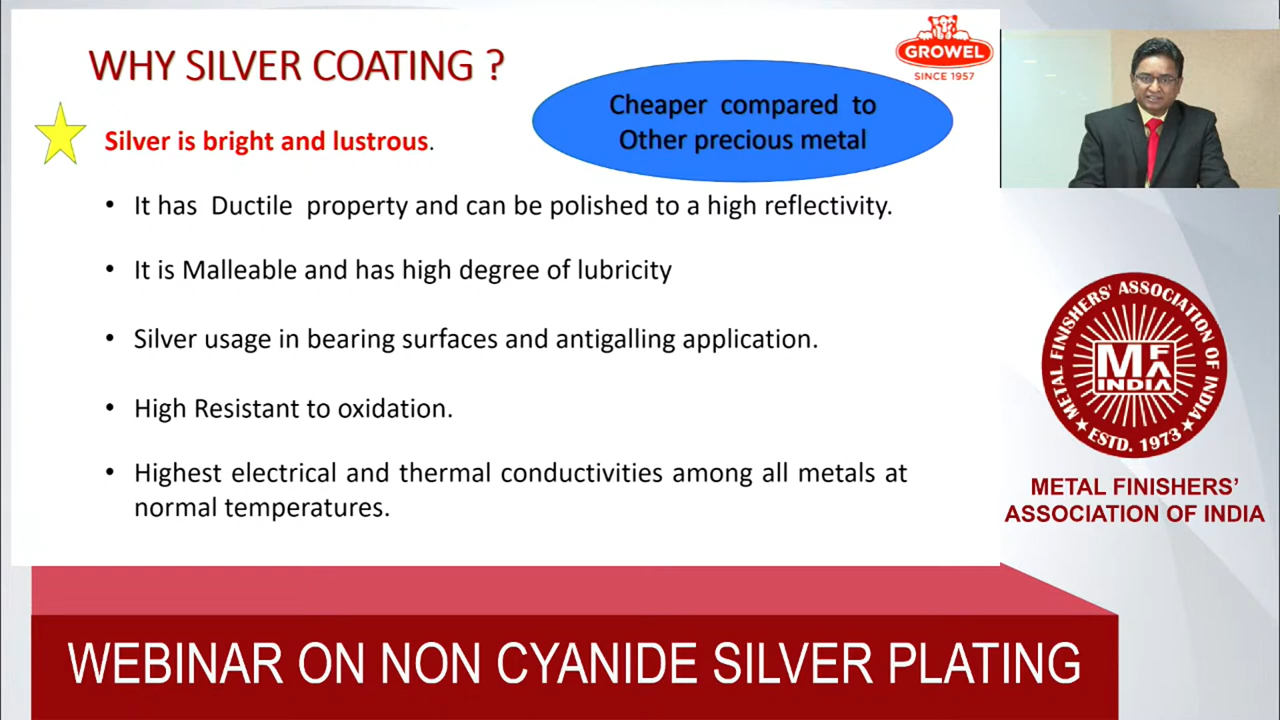 WHY SILVER COATING ?
GROWEL
SINCE 1957
Cheaper compared to
Other precious metal
Silver is bright and lustrous.
• It has Ductile property and can be polished to a high reflectivity.
• It is Malleable and has high degree of lubricity
• Silver usage in bearing surfaces and antigalling application.
• High Resistant to oxidation.
• Highest electrical and thermal conductivities among all metals at
normal temperatures.
METAL FINISHERS' ASSOCIATION OF INDIA
MFA
INDIA
★ ESTD. 1973 ★
METAL FINISHERS’
ASSOCIATION OF INDIA
WEBINAR ON NON CYANIDE SILVER PLATING